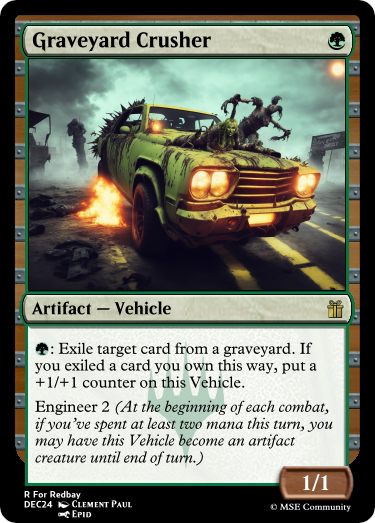 Graveyard Crusher
Artifact — Vehicle
: Exile target card from a graveyard. If
you exiled a card you own this way, put a
+1/+1 counter on this Vehicle.
Engineer 2 (At the beginning of each combat,
if you've spent at least two mana this turn, you
may have this Vehicle become an artifact
creature until end of turn.)
1/1
R For Redbay
DEC24 Clement Paul
Epid
© MSE Community